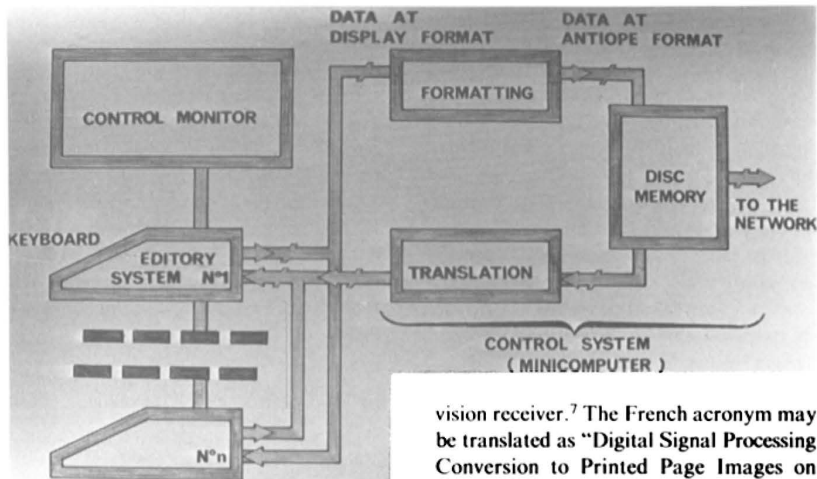 DATA AT
DISPLAY FORMAT
DATA AT
ANTIOPE FORMAT
CONTROL MONITOR
FORMATTING
DISC
MEMORY
TO THE
NETWORK
KEYBOARD
EDITORY
SYSTEM N°1
TRANSLATION
CONTROL SYSTEM
( MINICOMPUTER )
N°n
vision receiver.7 The French acronym may
be translated as "Digital Signal Processing
Conversion to Printed Page Images on